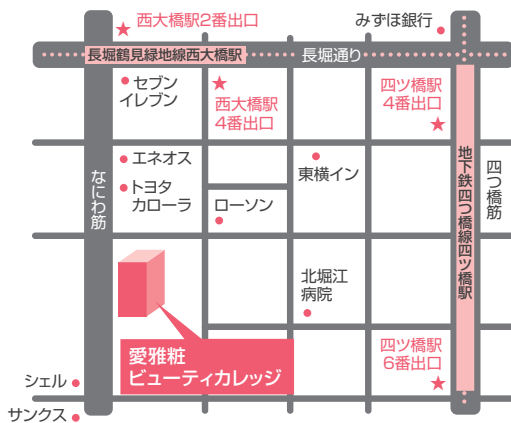 西大橋駅2番出口
みずほ銀行
長堀鶴見緑地線西大橋駅
長堀通り
セブン
イレブン
西大橋駅
4番出口
四ツ橋駅
4番出口
エネオス
トヨタ
カローラ
ローソン
東横イン
なにわ筋
地下鉄四つ橋線四ツ橋駅
四つ橋筋
北堀江
病院
愛雅粧
ビューティカレッジ
四ツ橋駅
6番出口
シェル
サンクス